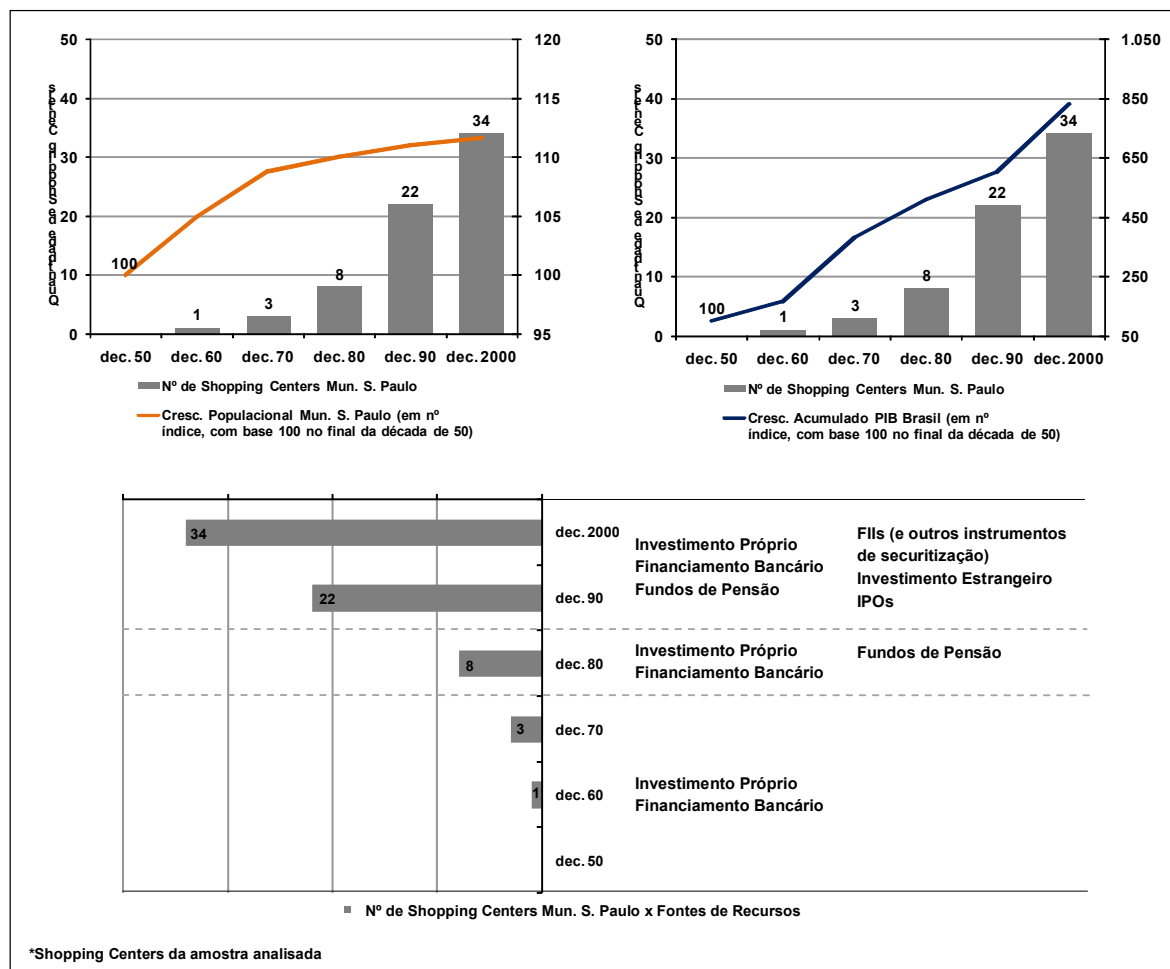 50
40
30
20
10
0
Quantidade de Shopping Centers
120
115
110
105
100
95
100
1
3
8
22
34
dec. 50
dec. 60
dec. 70
dec. 80
dec. 90
dec. 2000
Nº de Shopping Centers Mun. S. Paulo
Cresc. Populacional Mun. S. Paulo (em nº
índice, com base 100 no final da década de 50)
50
40
30
20
10
0
Quantidade de Shopping Centers
1.050
850
650
450
250
50
100
1
3
8
22
34
dec. 50
dec. 60
dec. 70
dec. 80
dec. 90
dec. 2000
Nº de Shopping Centers Mun. S. Paulo
Cresc. Acumulado PIB Brasil (em nº
índice, com base 100 no final da década de 50)
34
dec. 2000
22
dec. 90
Investimento Próprio
Financiamento Bancário
Fundos de Pensão
FIIs (e outros instrumentos
de securitização)
Investimento Estrangeiro
IPOs
8
dec. 80
Investimento Próprio
Financiamento Bancário
Fundos de Pensão
3
dec. 70
1
dec. 60
Investimento Próprio
Financiamento Bancário
dec. 50
Nº de Shopping Centers Mun. S. Paulo x Fontes de Recursos
*Shopping Centers da amostra analisada